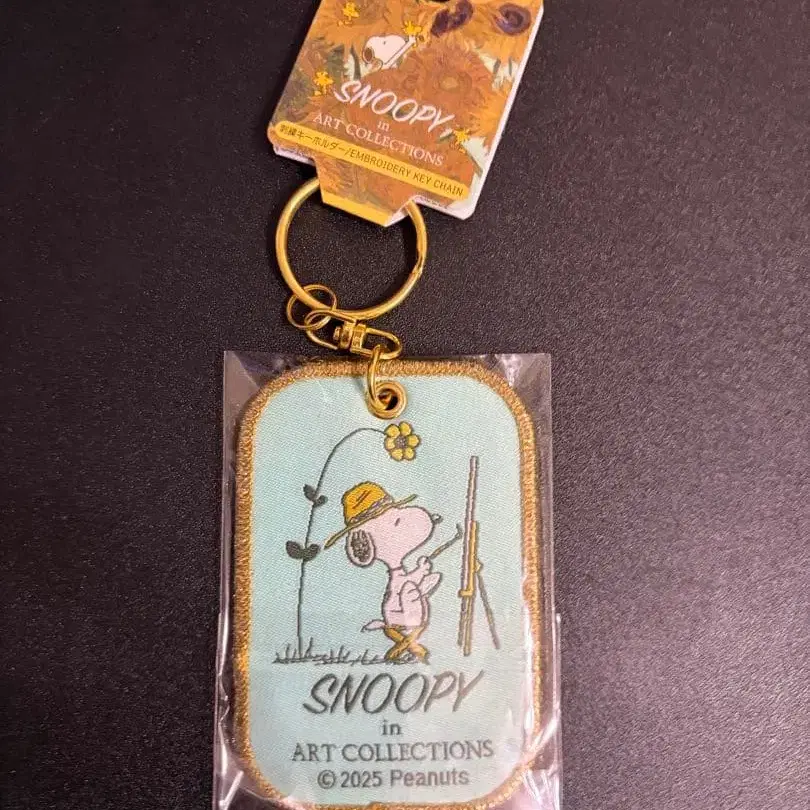 SNOOPY
in
ART COLLECTIONS
刺繍キーホルダー/EMBROIDERY KEY CHAIN
SNOOPY
in
ART COLLECTIONS
©2025 Peanuts